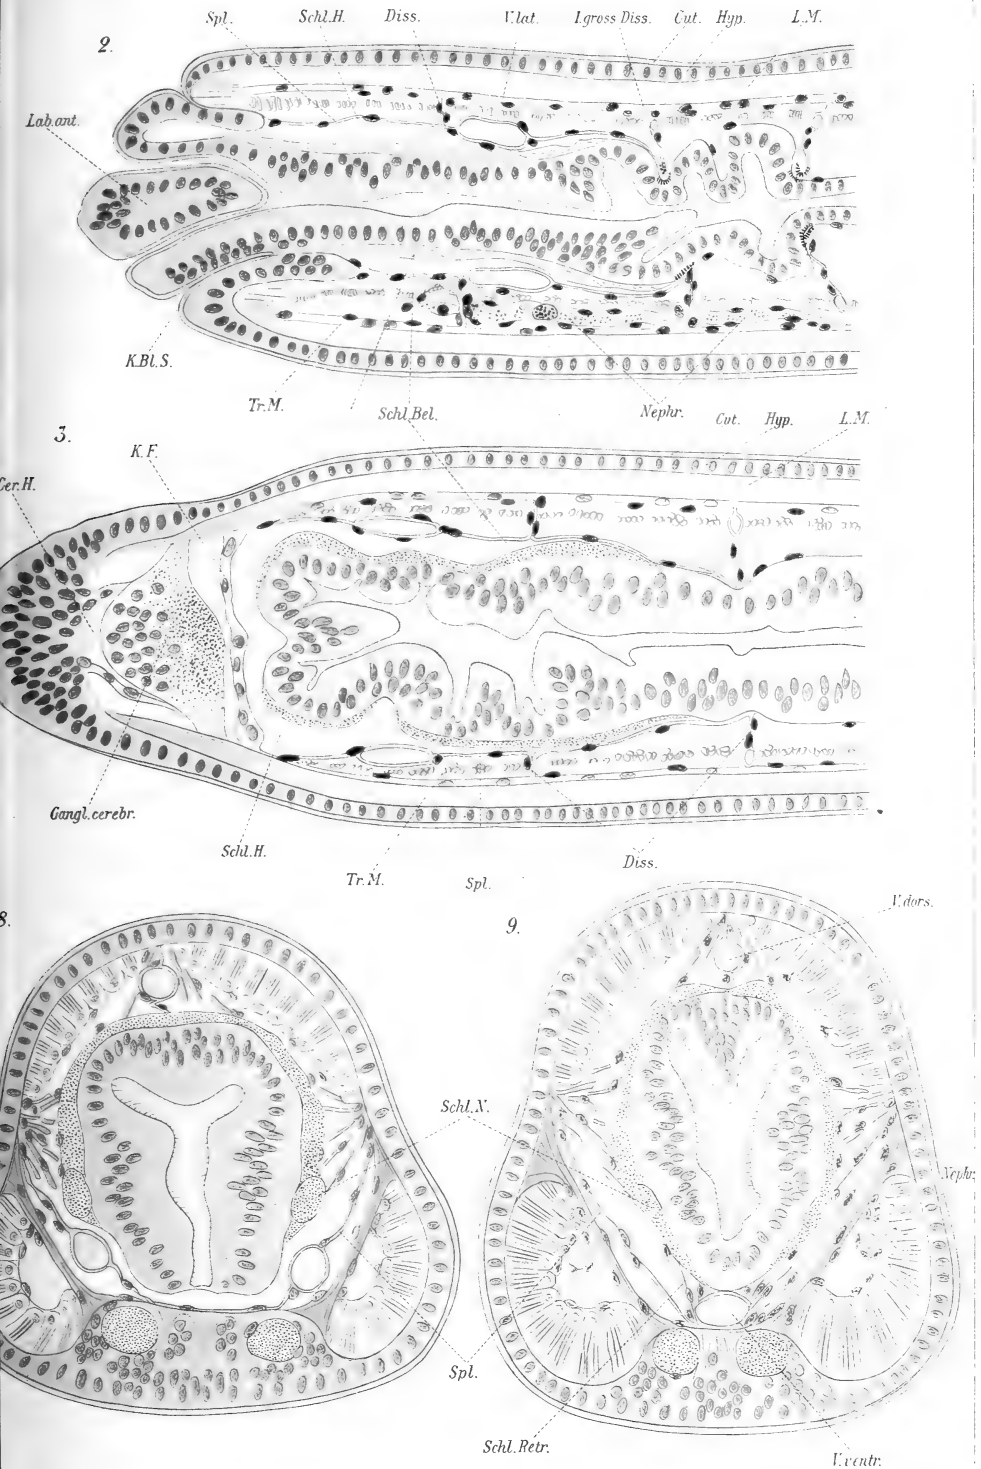 Spl. Schl.H. Diss. V.lat. I.gross Diss. Cut. Hyp. L.M.
2.
Lab.ant.
K.Bl.S.
Tr.M. Schl.Bel. Nephr.
3.
K.F. Cut. Hyp. L.M.
Cer.H.
Gangl.cerebr.
Schl.H. Diss.
Tr.M. Spl.
8. 9. V.dors.
Schl.N.
Nephr.
Spl.
Schl.Retr. V.ventr.